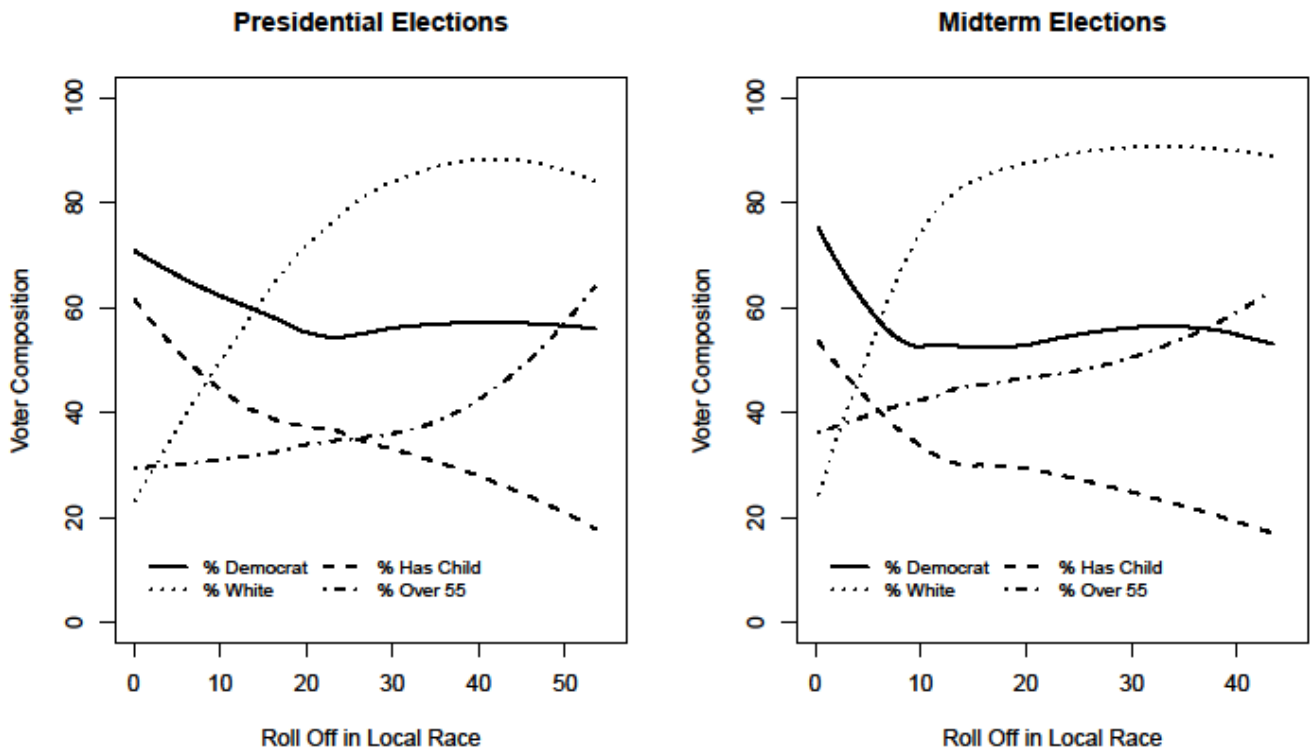 Presidential Elections
Voter Composition
100
80
60
40
20
0
% Democrat
% Has Child
% White
% Over 55
0 10 20 30 40 50
Roll Off in Local Race
Midterm Elections
Voter Composition
100
80
60
40
20
0
% Democrat
% Has Child
% White
% Over 55
0 10 20 30 40
Roll Off in Local Race